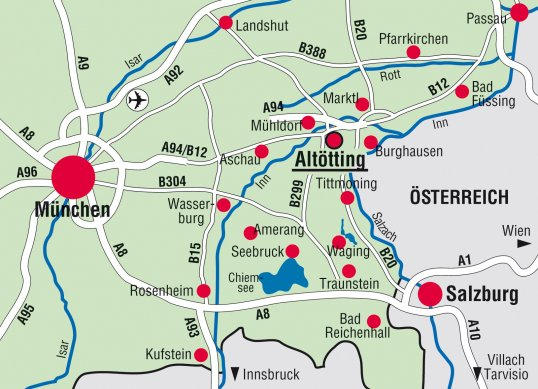 Passau
Landshut
Isar
B20
Pfarrkirchen
B388
A9
A92
Rott
Bad
Füssing
B12
Marktl
A94
Mühldorf
Inn
A8
A94/B12
Aschau
Altötting
Burghausen
A96
B304
Inn
Tittmoning
ÖSTERREICH
München
Wasser-
burg
B299
Salzach
Amerang
Wien
A8
Seebruck
Waging
B15
B20
A1
Chiem-
see
Traunstein
Rosenheim
Salzburg
A95
A8
A93
Bad
Reichenhall
A10
Isar
Kufstein
Villach
Tarvisio
Innsbruck